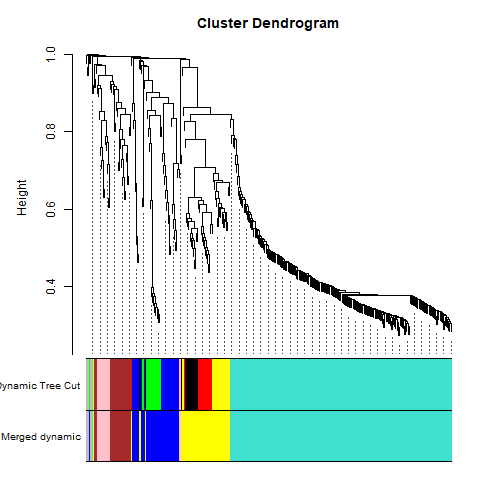 Cluster Dendrogram
Height
1.0
0.8
0.6
0.4
Dynamic Tree Cut
Merged dynamic